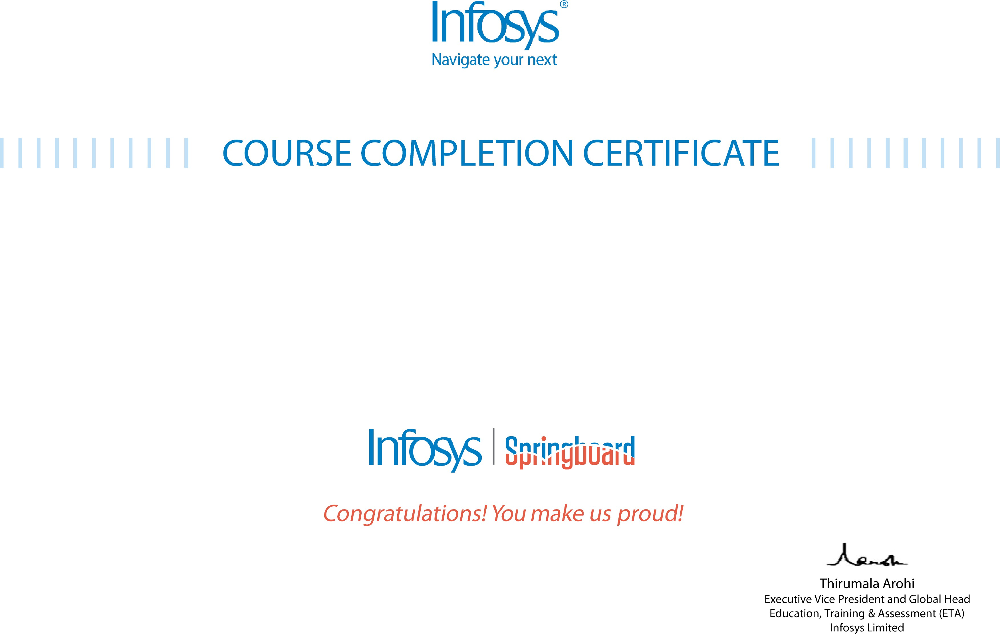 Infosys®
Navigate your next
COURSE COMPLETION CERTIFICATE
Infosys | Springboard
Congratulations! You make us proud!
Thirumala Arohi
Executive Vice President and Global Head
Education, Training & Assessment (ETA)
Infosys Limited